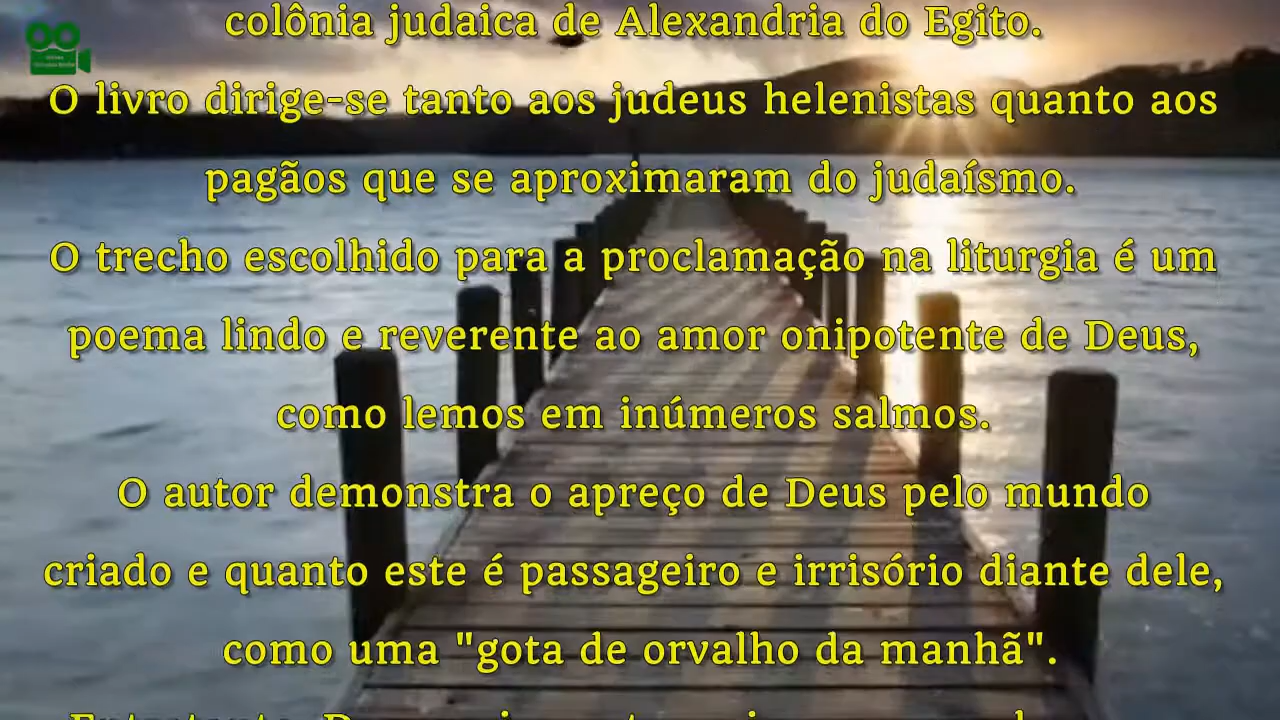 colônia judaica de Alexandria do Egito.
O livro dirige-se tanto aos judeus helenistas quanto aos
pagãos que se aproximaram do judaísmo.
O trecho escolhido para a proclamação na liturgia é um
poema lindo e reverente ao amor onipotente de Deus,
como lemos em inúmeros salmos.
O autor demonstra o apreço de Deus pelo mundo
criado e quanto este é passageiro e irrisório diante dele,
como uma "gota de orvalho da manhã".